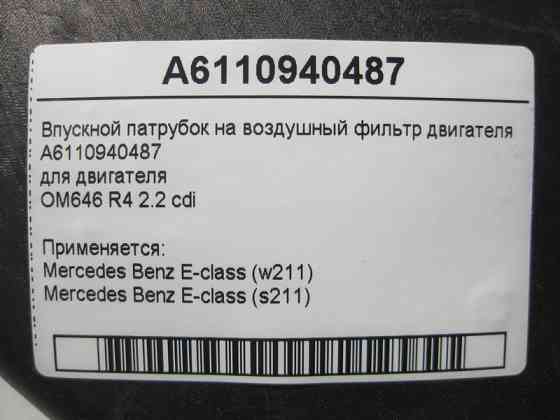 A6110940487
Впускной патрубок на воздушный фильтр двигателя
A6110940487
для двигателя
OM646 R4 2.2 cdi
Применяется:
Mercedes Benz E-class (w211)
Mercedes Benz E-class (s211)